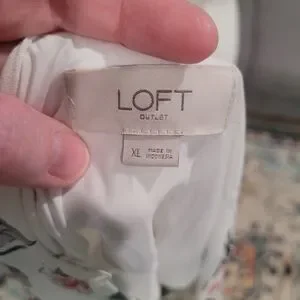 LOFT
OUTLET
XL
MADE IN
INDONESIA